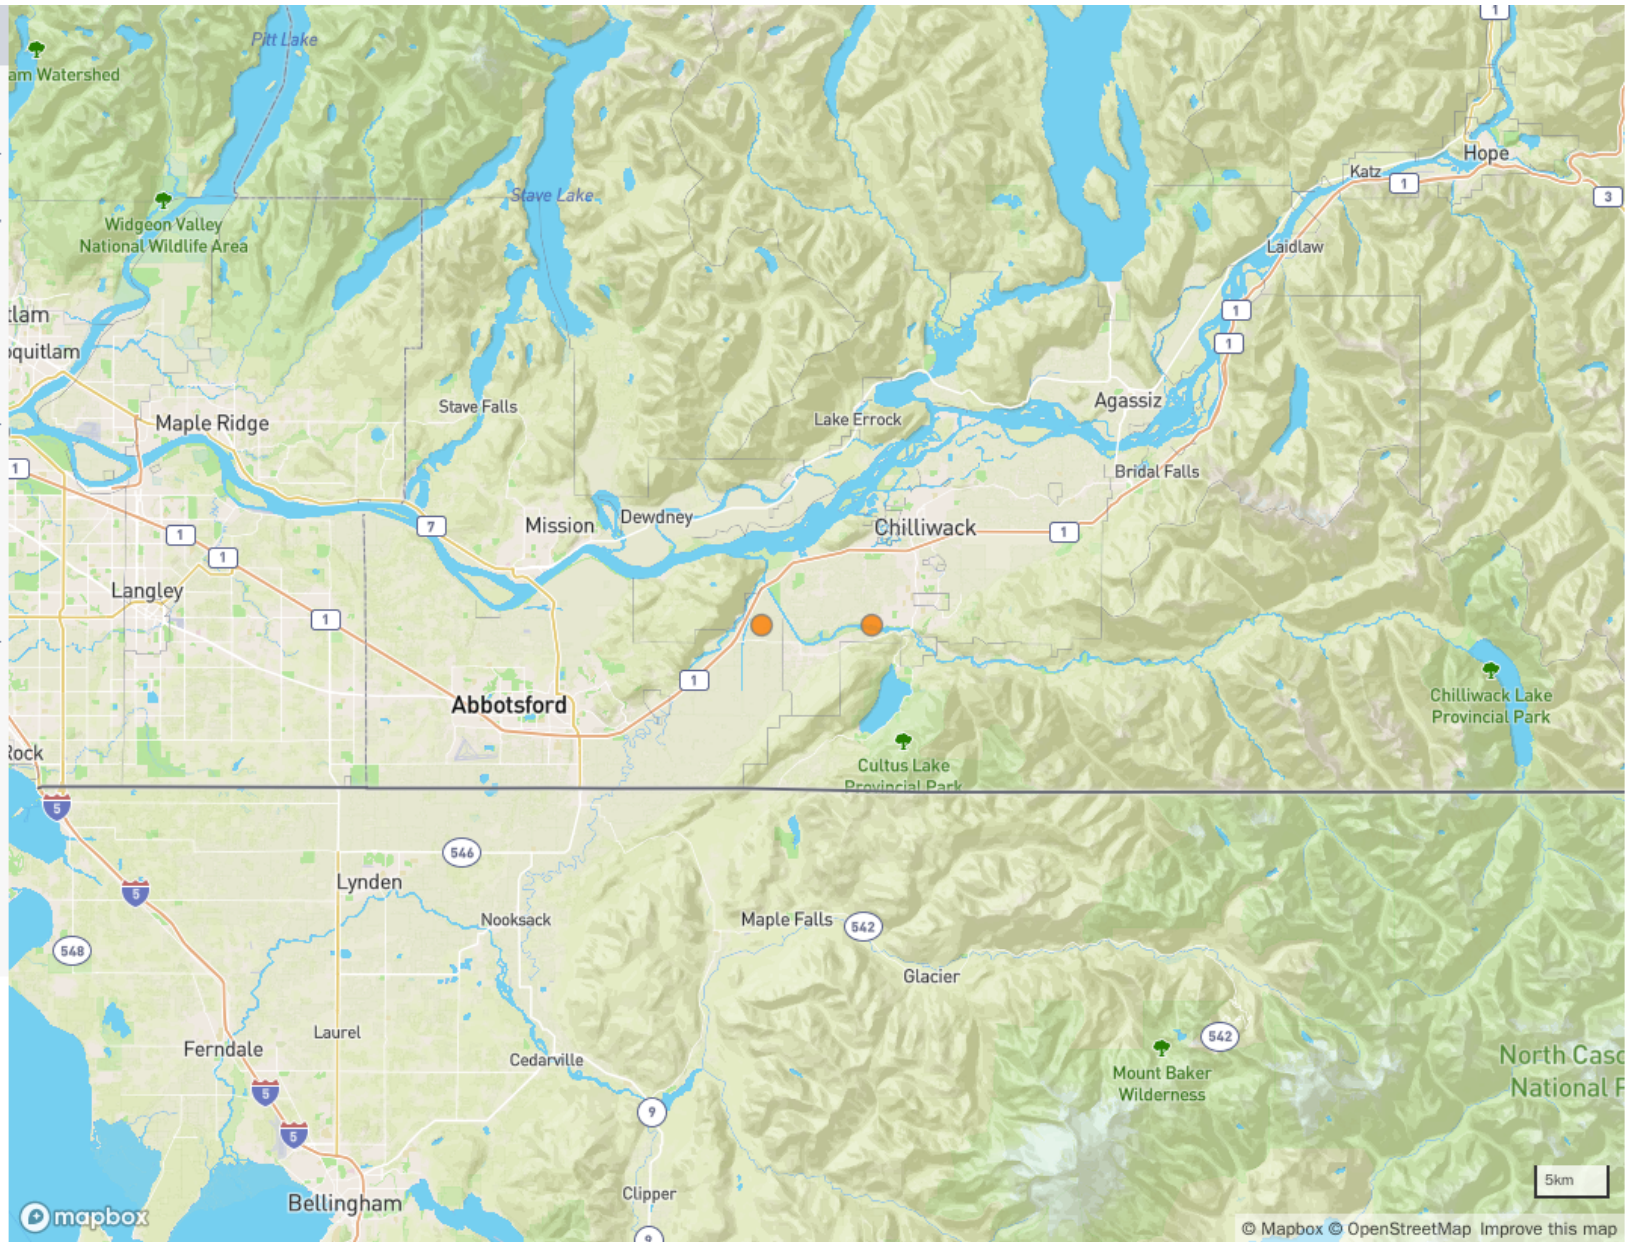 1
Pitt Lake
am Watershed
Hope
Katz
1
3
Stave Lake
Widgeon Valley
National Wildlife Area
Laidlaw
tlam
1
1
oquitlam
Agassiz
Stave Falls
Lake Errock
Maple Ridge
1
Bridal Falls
Dewdney
7
Mission
Chilliwack
1
1
1
Langley
1
1
Chilliwack Lake
Provincial Park
Abbotsford
Rock
Cultus Lake
Provincial Park
5
546
Lynden
5
Nooksack
Maple Falls
542
548
Glacier
Laurel
542
Ferndale
Cedarville
North Casc
National P
Mount Baker
Wilderness
5
9
5
5km
Clipper
Bellingham
mapbox
9
© Mapbox © OpenStreetMap Improve this map